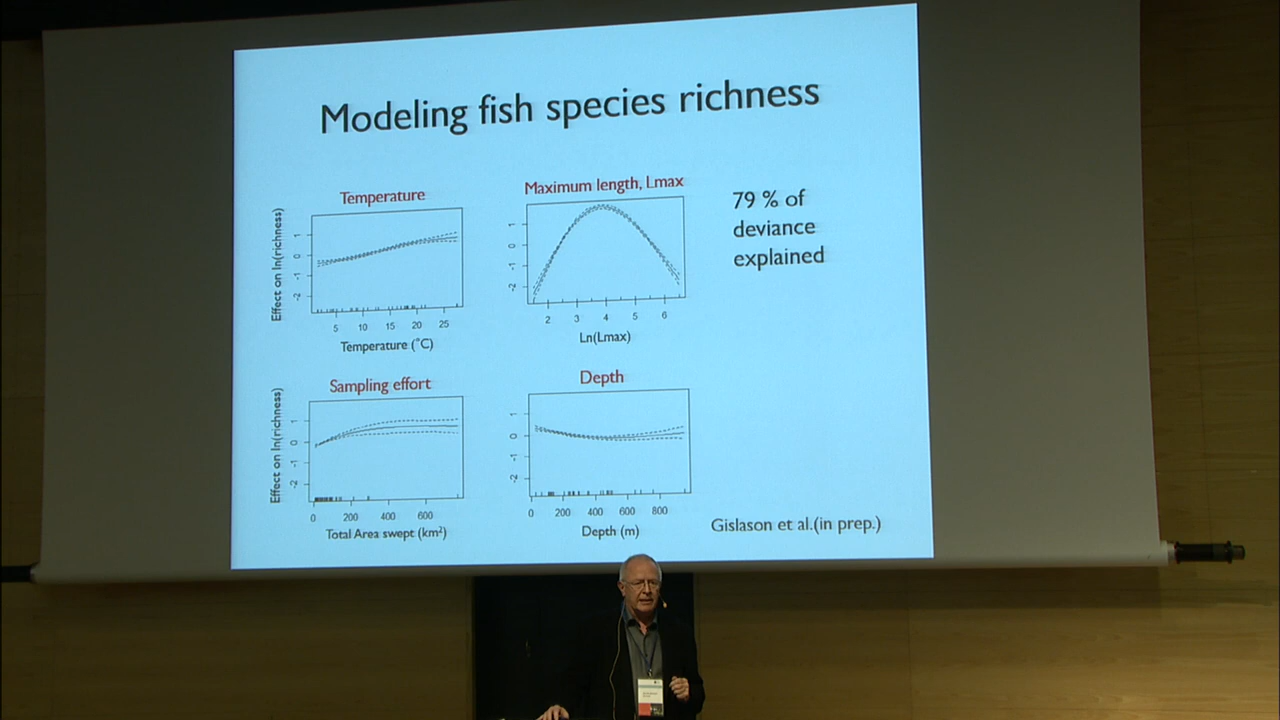 Modeling fish species richness
Temperature
Effect on ln(richness)
1
0
-1
-2
5 10 15 20 25
Temperature (˚C)
Maximum length, Lmax
1
0
-1
-2
2 3 4 5 6
Ln(Lmax)
79 % of
deviance
explained
Sampling effort
Effect on ln(richness)
1
0
-1
-2
0 200 400 600
Total Area swept (km²)
Depth
1
0
-1
-2
0 200 400 600 800
Depth (m)
Gislason et al.(in prep.)